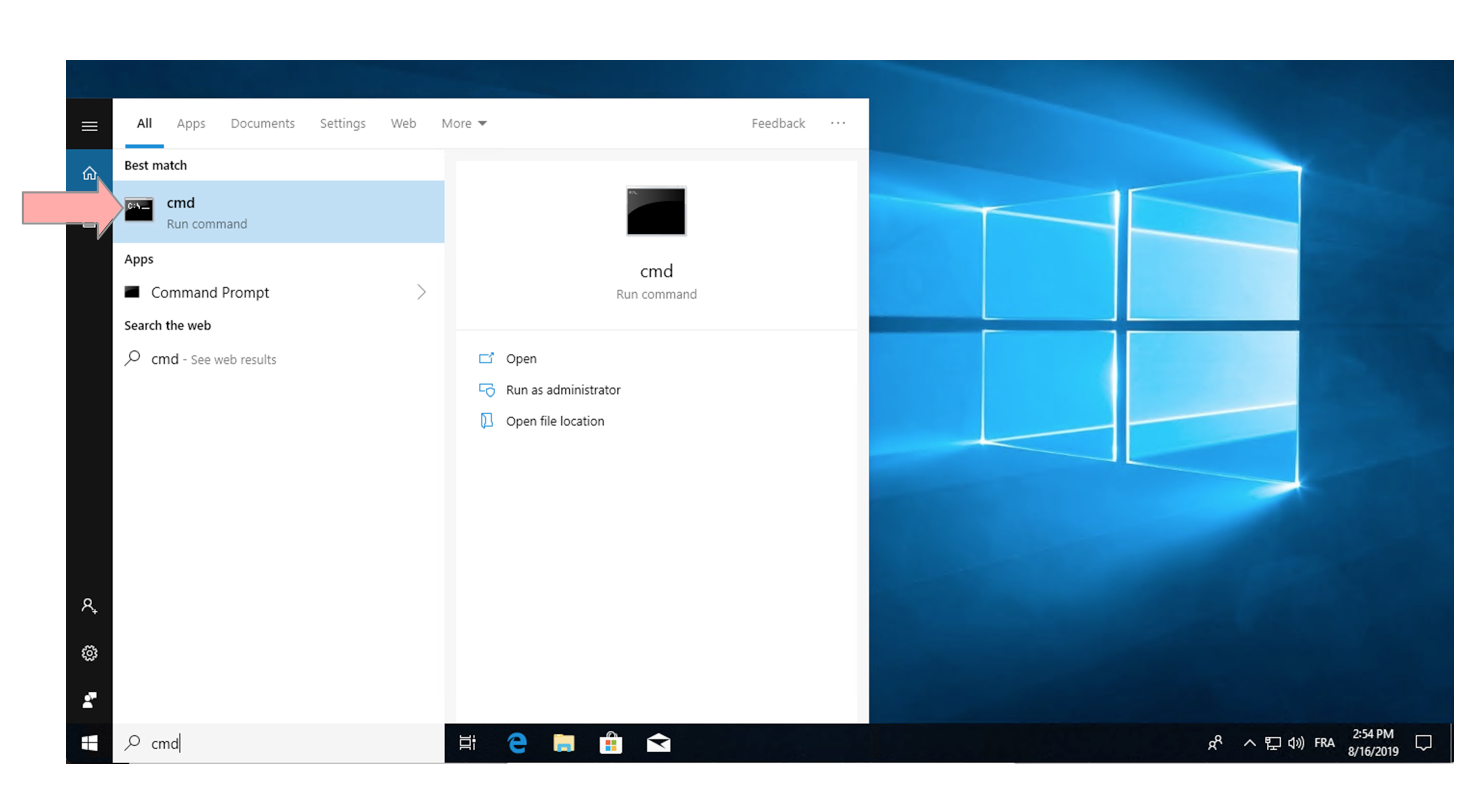 All Apps Documents Settings Web More Feedback ...
Best match
C:\_
cmd
Run command
Apps
Command Prompt
Search the web
cmd - See web results
cmd
Run command
Open
Run as administrator
Open file location
cmd
FRA
2:54 PM
8/16/2019